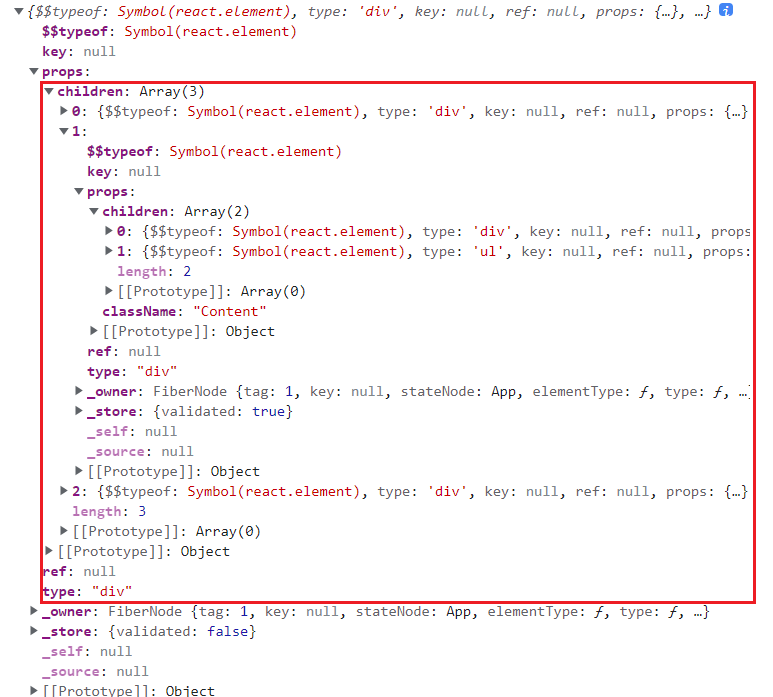 {$$typeof: Symbol(react.element), type: 'div', key: null, ref: null, props: {…}, …}
$$typeof: Symbol(react.element)
key: null
props:
children: Array(3)
0: {$$typeof: Symbol(react.element), type: 'div', key: null, ref: null, props: {…}
1:
$$typeof: Symbol(react.element)
key: null
props:
children: Array(2)
0: {$$typeof: Symbol(react.element), type: 'div', key: null, ref: null, props
1: {$$typeof: Symbol(react.element), type: 'ul', key: null, ref: null, props:
length: 2
[[Prototype]]: Array(0)
className: "Content"
[[Prototype]]: Object
ref: null
type: "div"
_owner: FiberNode {tag: 1, key: null, stateNode: App, elementType: ƒ, type: ƒ, …}
_store: {validated: true}
_self: null
_source: null
[[Prototype]]: Object
2: {$$typeof: Symbol(react.element), type: 'div', key: null, ref: null, props: {…}
length: 3
[[Prototype]]: Array(0)
[[Prototype]]: Object
ref: null
type: "div"
_owner: FiberNode {tag: 1, key: null, stateNode: App, elementType: ƒ, type: ƒ, …}
_store: {validated: false}
_self: null
_source: null
[[Prototype]]: Object